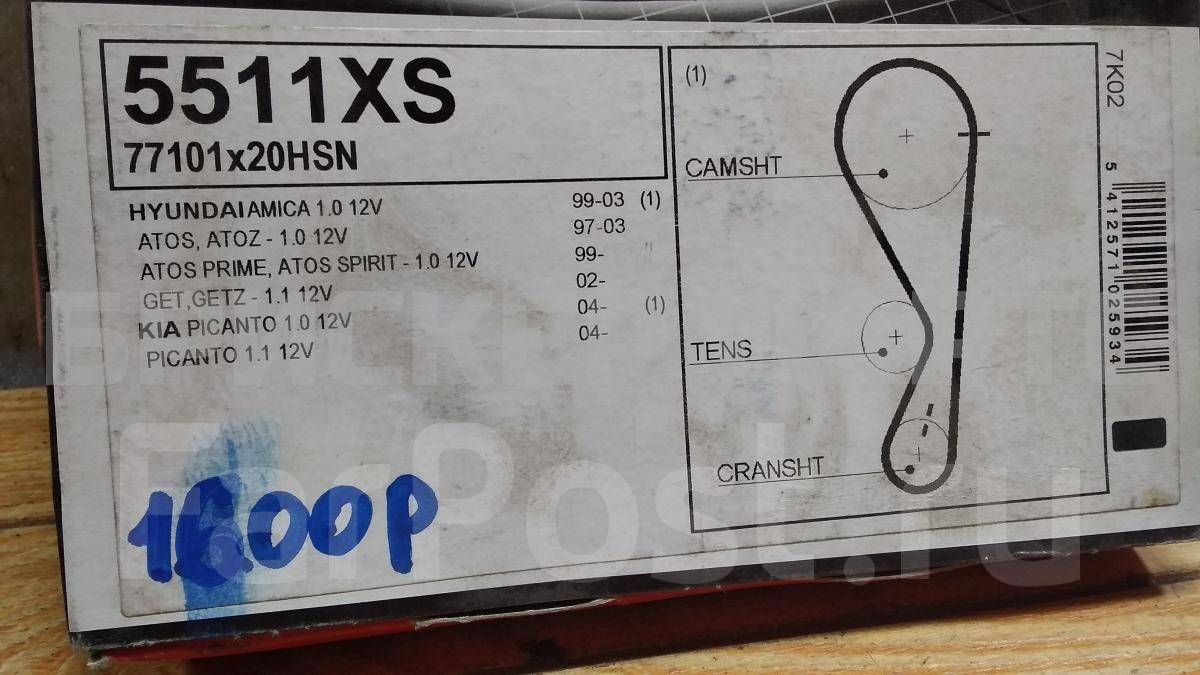 5511XS
77101x20HSN
HYUNDAI AMICA 1.0 12V 99-03 (1)
ATOS, ATOZ - 1.0 12V 97-03
ATOS PRIME, ATOS SPIRIT - 1.0 12V 99- "
GET,GETZ - 1.1 12V 02-
KIA PICANTO 1.0 12V 04- (1)
PICANTO 1.1 12V 04-
(1)
CAMSHT
TENS
CRANSHT
7K02
5 412571 025934
1600р
FarPost.ru